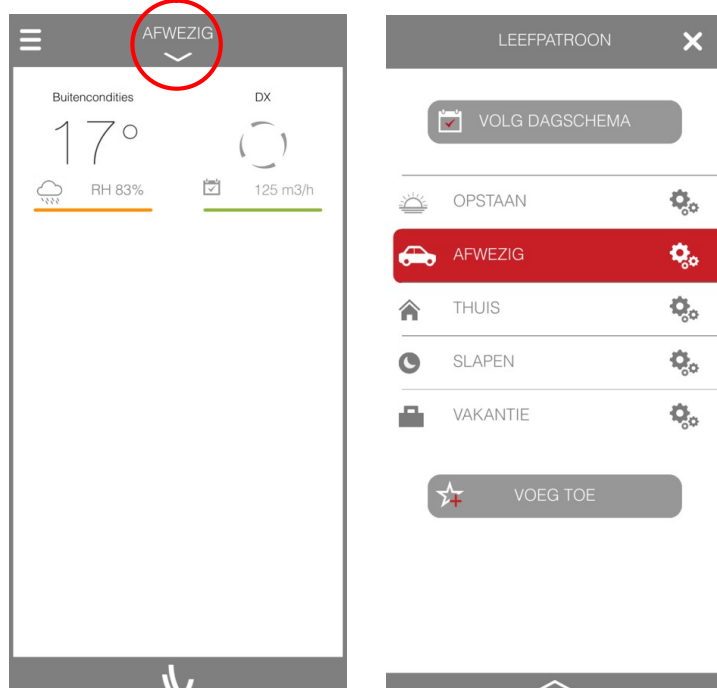 AFWEZIG
Buitencondities
DX
17°
RH 83%
125 m3/h
LEEFPATROON
VOLG DAGSCHEMA
OPSTAAN
AFWEZIG
THUIS
SLAPEN
VAKANTIE
VOEG TOE